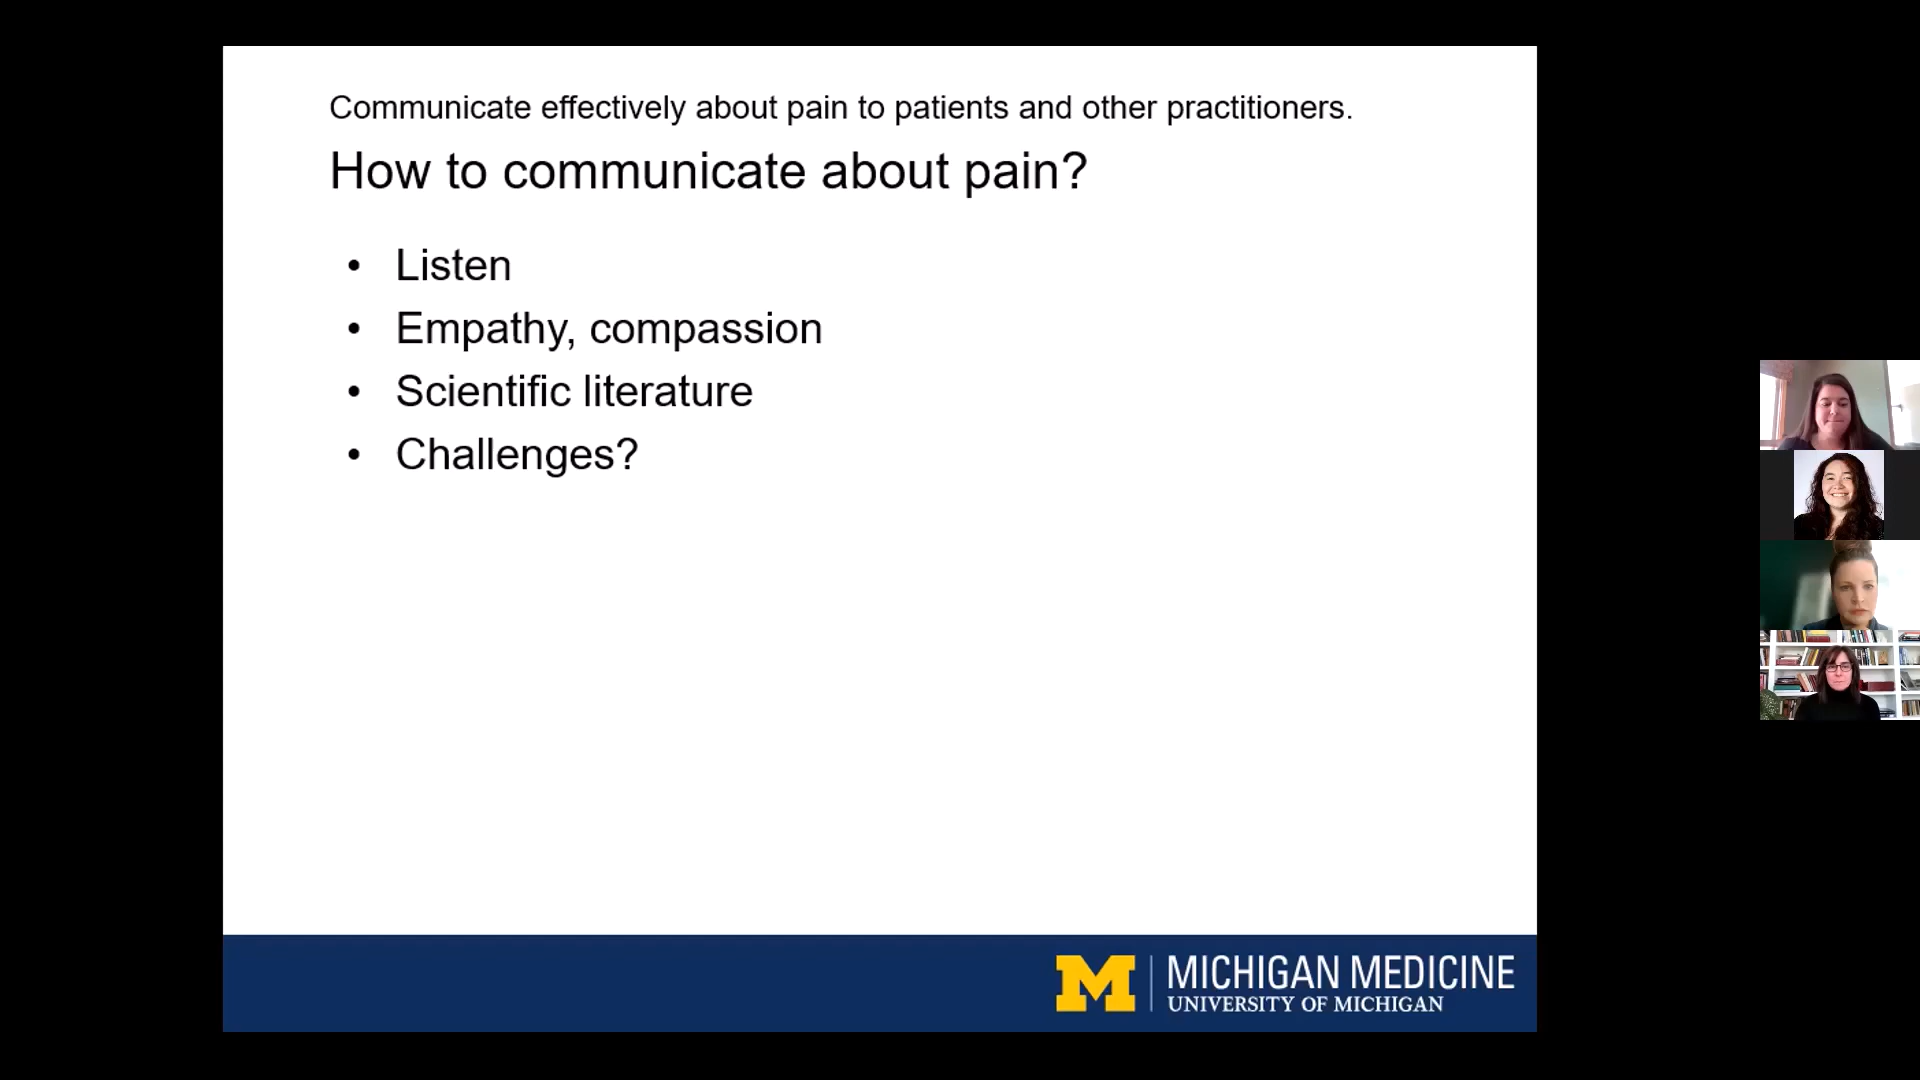 Communicate effectively about pain to patients and other practitioners.
How to communicate about pain?
• Listen
• Empathy, compassion
• Scientific literature
• Challenges?
M | MICHIGAN MEDICINE
UNIVERSITY OF MICHIGAN